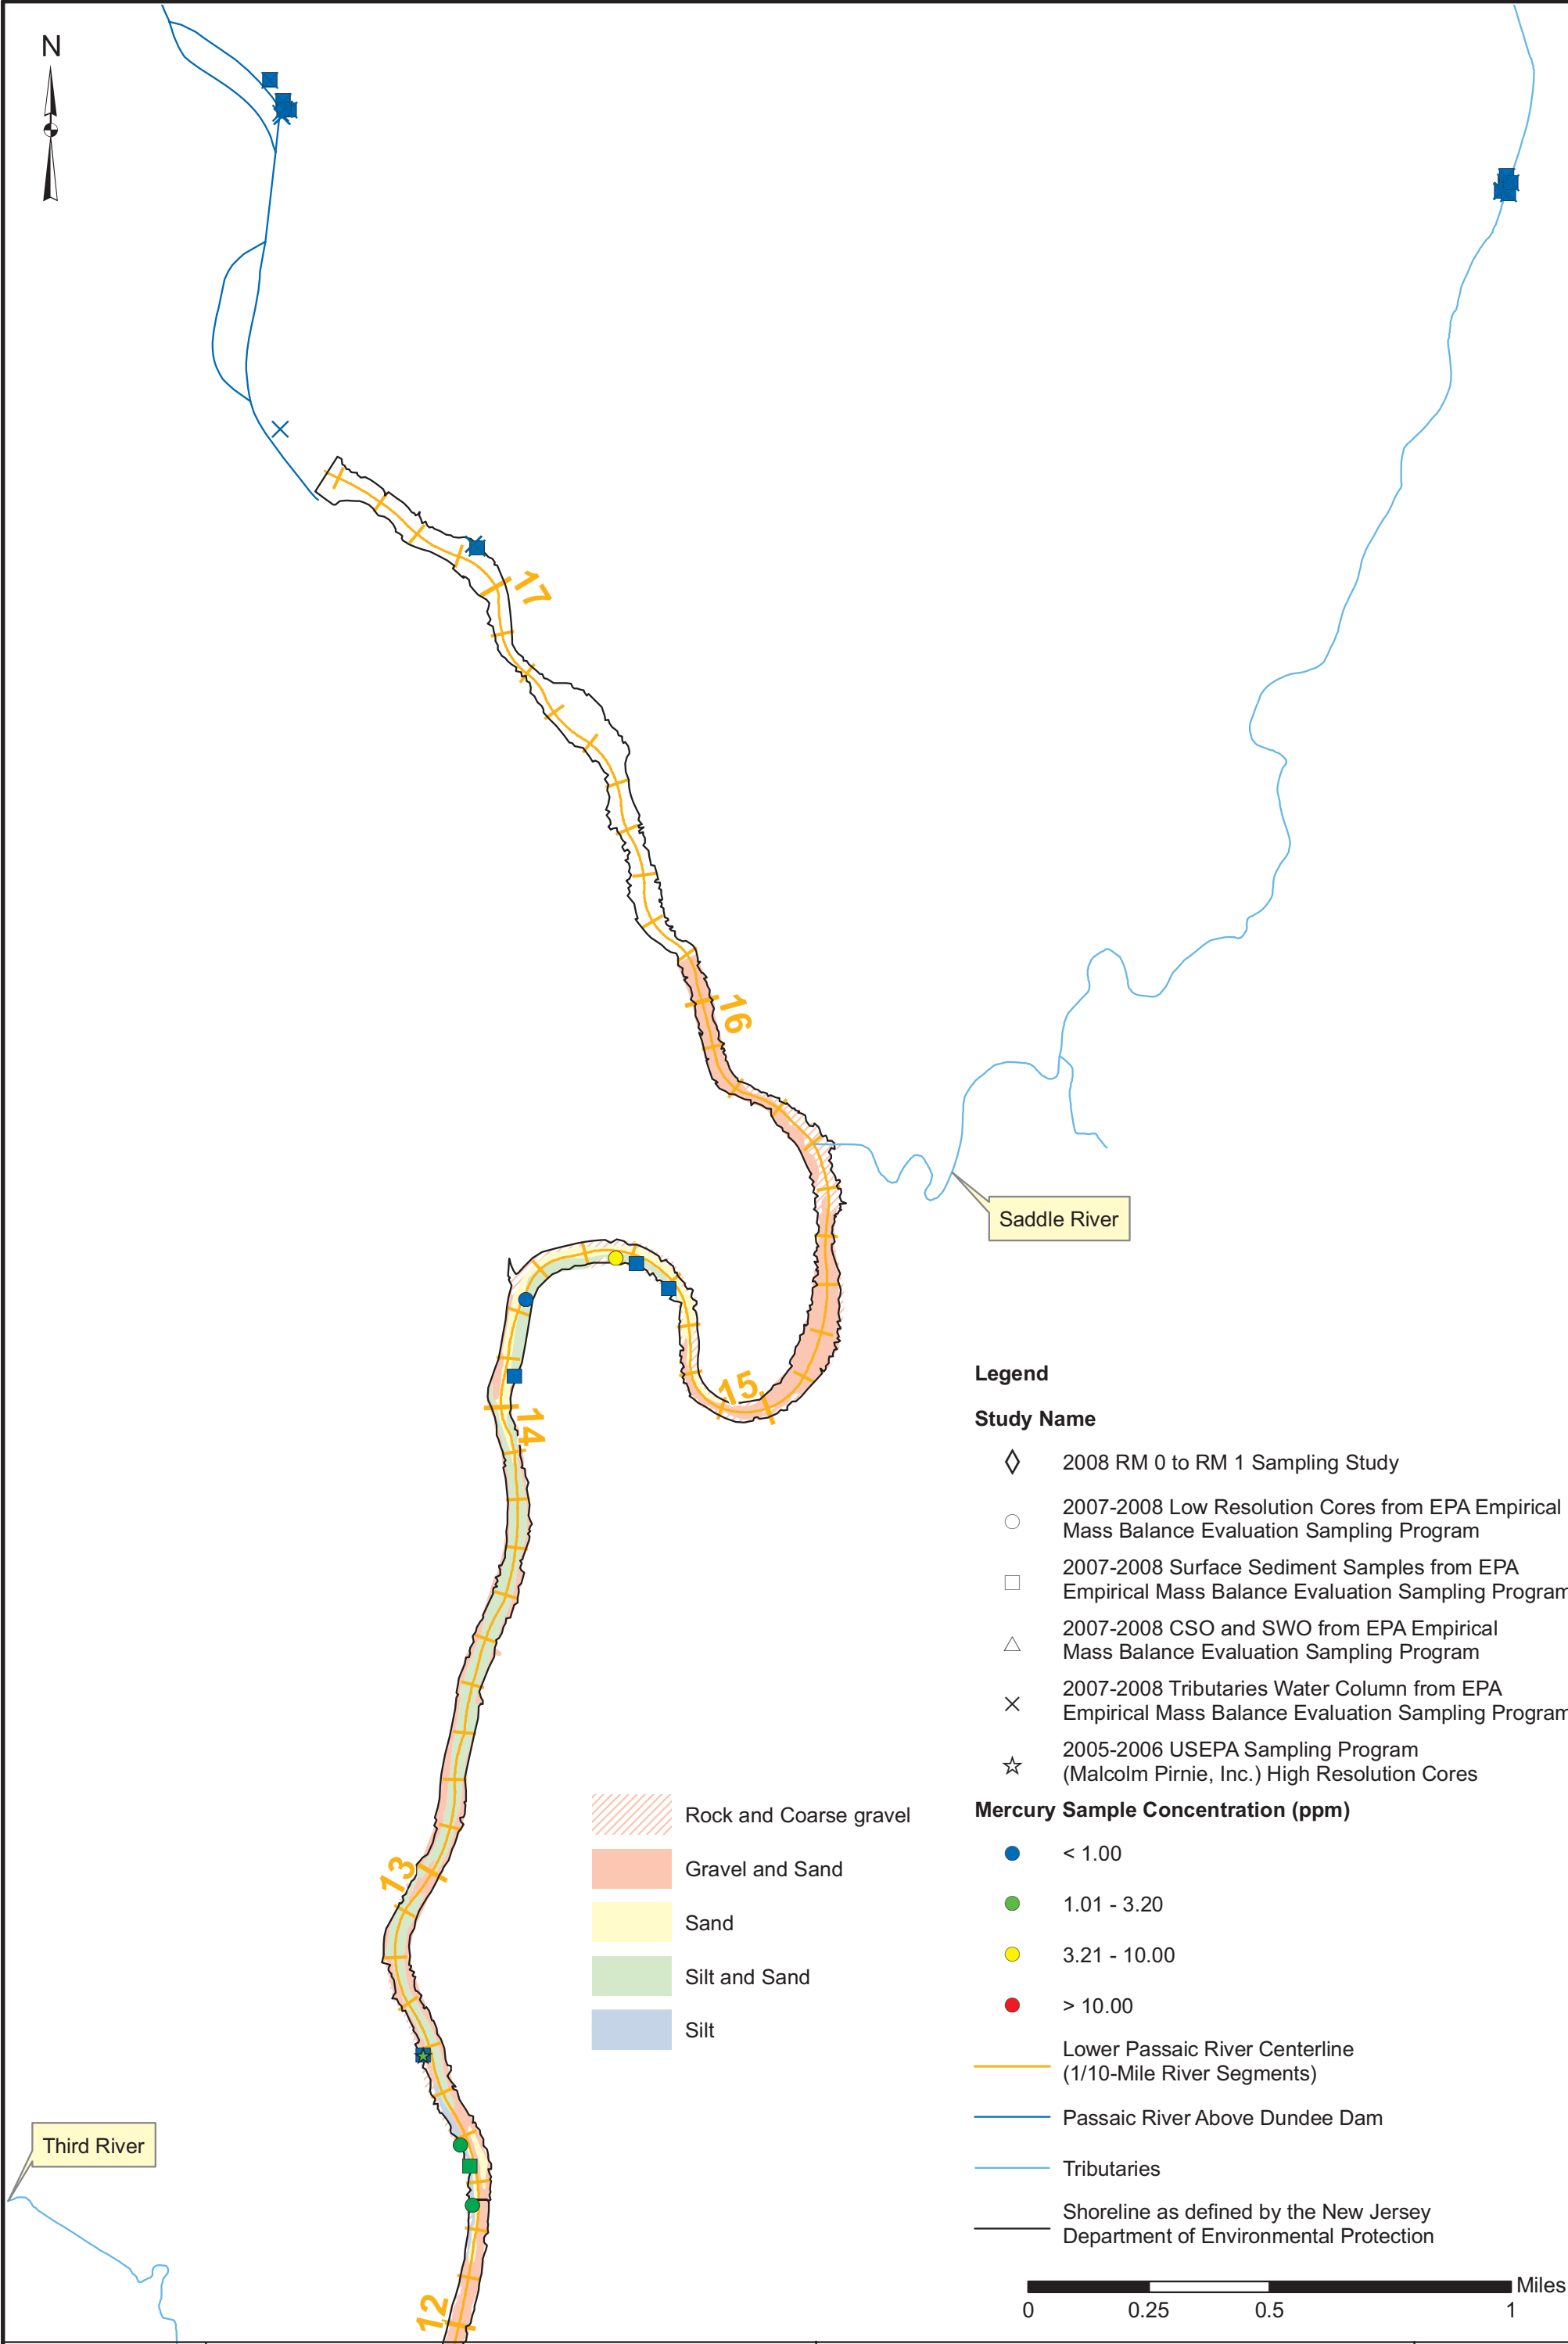 N
17
16
Saddle River
15
14
13
12
Third River
Rock and Coarse gravel
Gravel and Sand
Sand
Silt and Sand
Silt
Legend
Study Name
2008 RM 0 to RM 1 Sampling Study
2007-2008 Low Resolution Cores from EPA Empirical
Mass Balance Evaluation Sampling Program
2007-2008 Surface Sediment Samples from EPA
Empirical Mass Balance Evaluation Sampling Program
2007-2008 CSO and SWO from EPA Empirical
Mass Balance Evaluation Sampling Program
2007-2008 Tributaries Water Column from EPA
Empirical Mass Balance Evaluation Sampling Program
2005-2006 USEPA Sampling Program
(Malcolm Pirnie, Inc.) High Resolution Cores
Mercury Sample Concentration (ppm)
< 1.00
1.01 - 3.20
3.21 - 10.00
> 10.00
Lower Passaic River Centerline
(1/10-Mile River Segments)
Passaic River Above Dundee Dam
Tributaries
Shoreline as defined by the New Jersey
Department of Environmental Protection
Miles
0 0.25 0.5 1